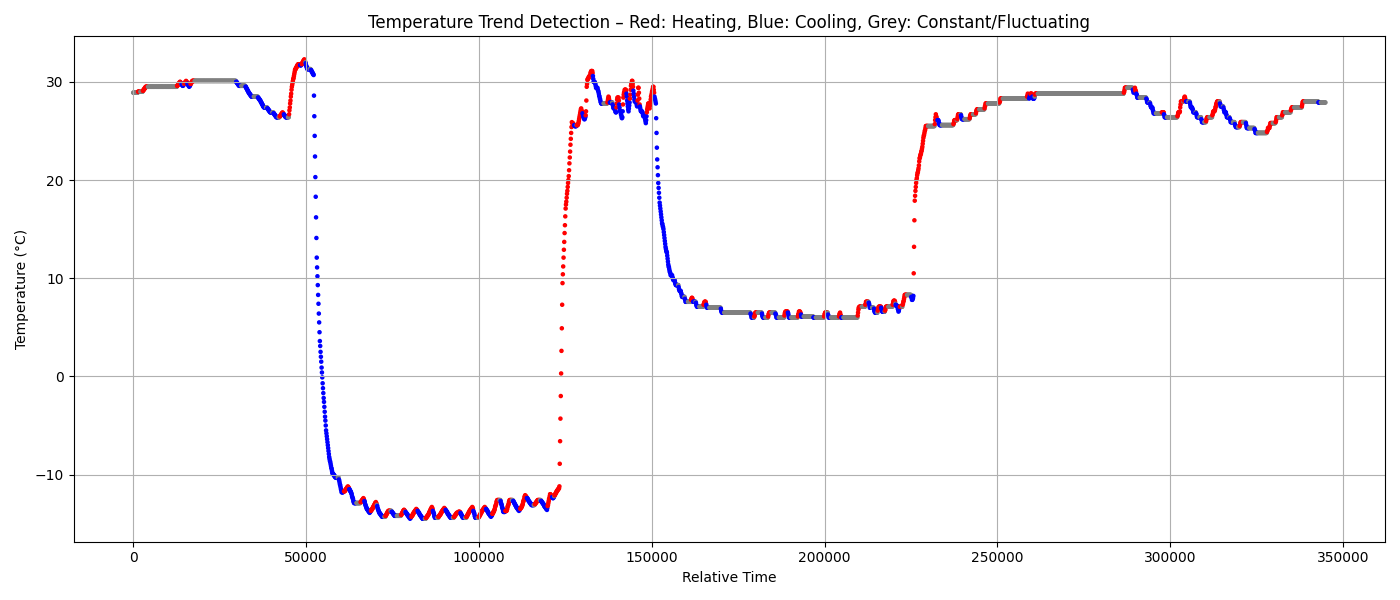 Temperature Trend Detection – Red: Heating, Blue: Cooling, Grey: Constant/Fluctuating
Temperature (°C)
30
20
10
0
−10
0 50000 100000 150000 200000 250000 300000 350000
Relative Time